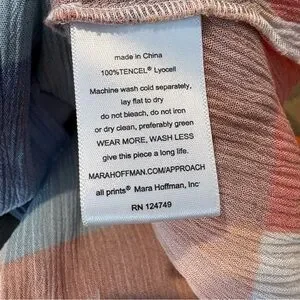 made in China
100%TENCEL® Lyocell
Machine wash cold separately,
lay flat to dry
do not bleach, do not iron
or dry clean, preferably green
WEAR MORE, WASH LESS
give this piece a long life.
MARAHOFFMAN.COM/APPROACH
all prints® Mara Hoffman, Inc
RN 124749